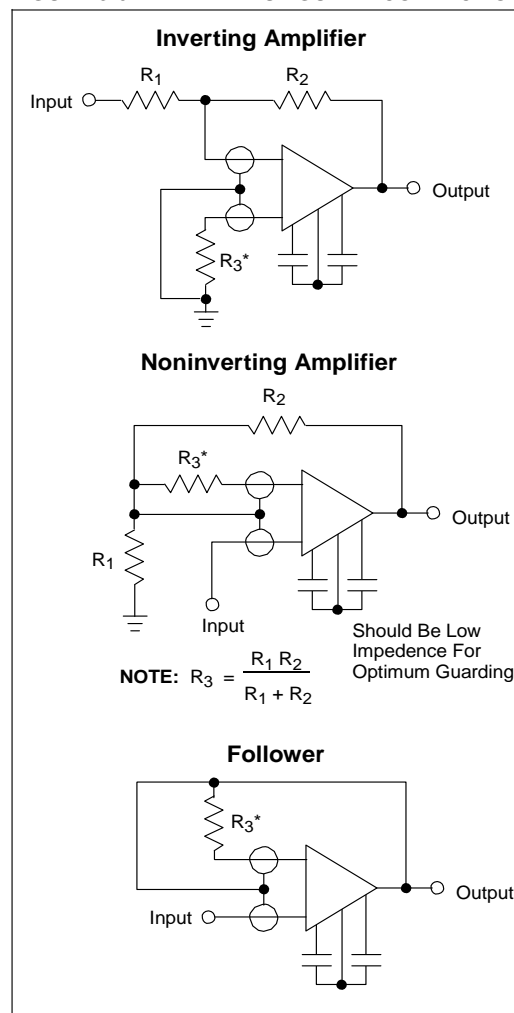 Inverting Amplifier
R1
R2
Input
Output
R3*
Noninverting Amplifier
R2
R3*
Output
R1
Input
Should Be Low
Impedence For
Optimum Guarding
NOTE: R3 = R1 R2 / R1 + R2
Follower
R3*
Output
Input